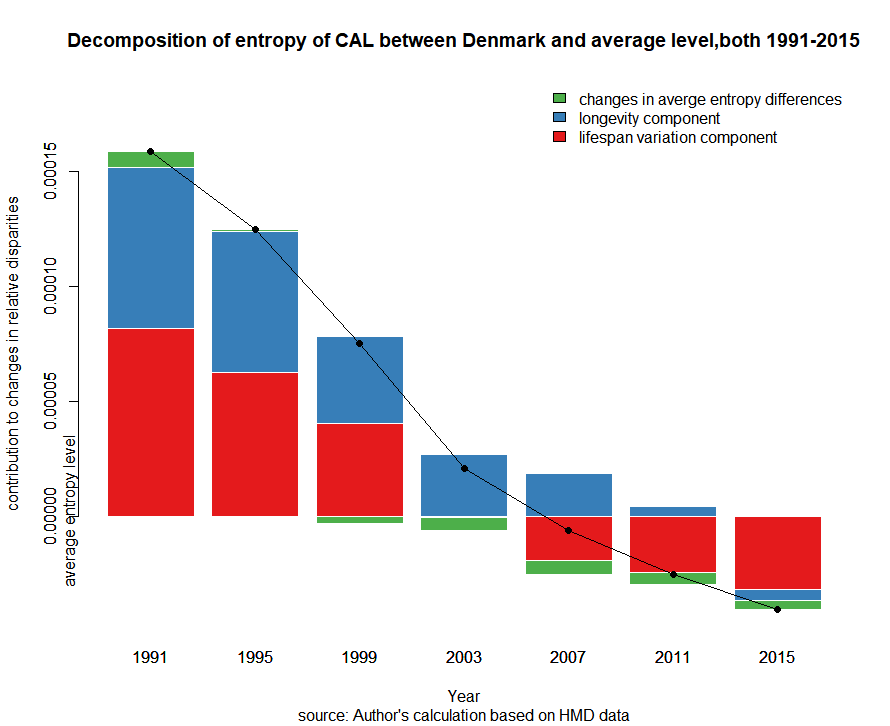 Decomposition of entropy of CAL between Denmark and average level,both 1991-2015
changes in averge entropy differences
longevity component
lifespan variation component
contribution to changes in relative disparities
average entropy level
0.00015
0.00010
0.00005
0.00000
1991 1995 1999 2003 2007 2011 2015
Year
source: Author's calculation based on HMD data